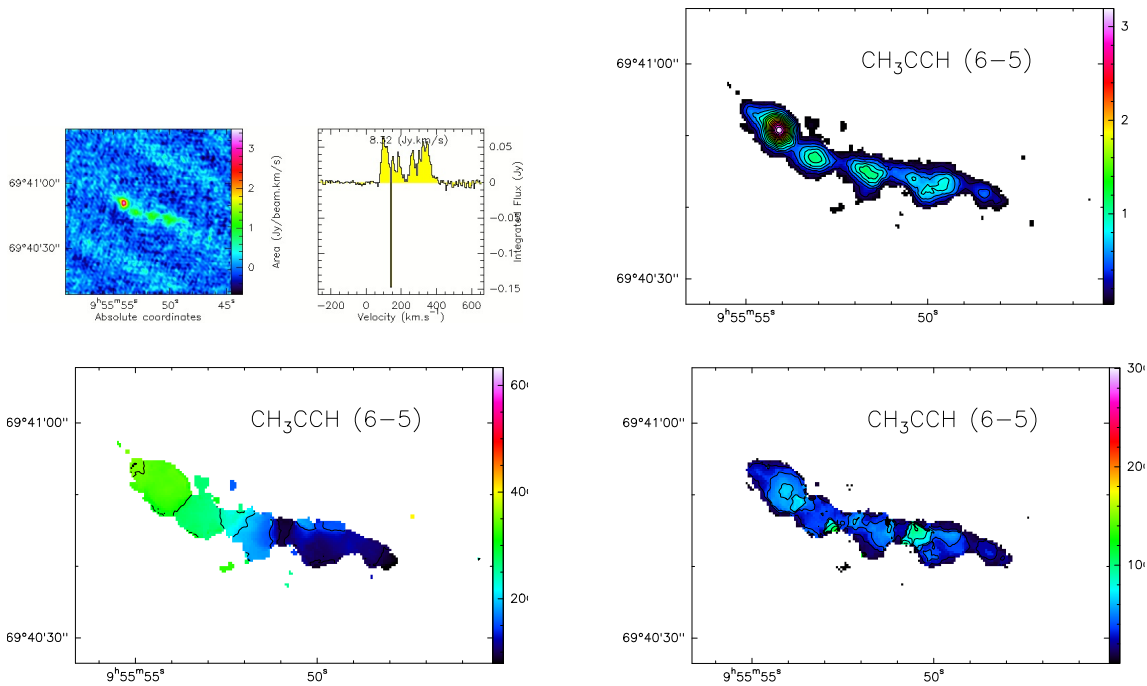 69°41'00"
69°40'30"
9ʰ55ᵐ55ˢ 50ˢ 45ˢ
Absolute coordinates
3
2
1
0
Area (Jy/beam.km/s)
8.32 (Jy.km/s)
0.05
0
−0.05
−0.1
−0.15
Integrated Flux (Jy)
−200 0 200 400 600
Velocity (km.s⁻¹)
CH₃CCH (6−5)
69°41'00"
69°40'30"
9ʰ55ᵐ55ˢ 50ˢ
3
2
1
CH₃CCH (6−5)
69°41'00"
69°40'30"
9ʰ55ᵐ55ˢ 50ˢ
CH₃CCH (6−5)
69°41'00"
69°40'30"
9ʰ55ᵐ55ˢ 50ˢ